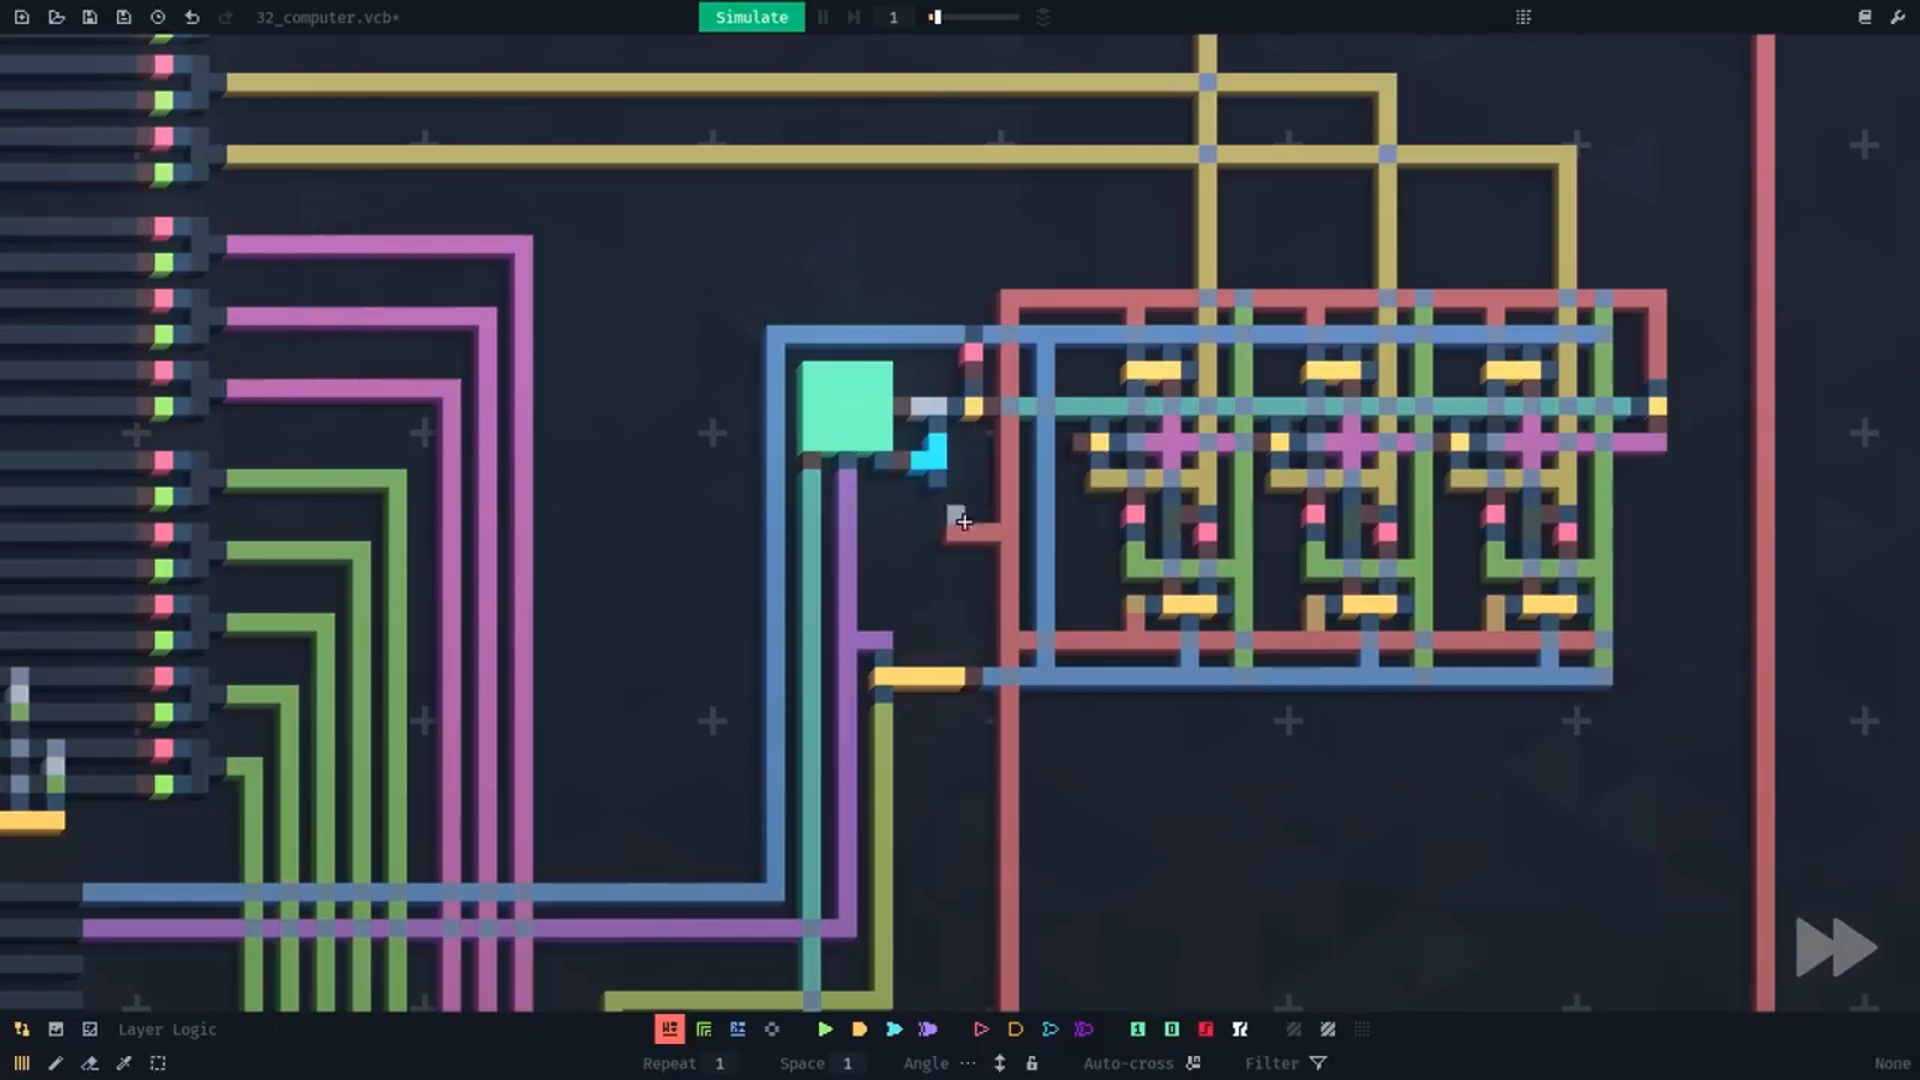 32_computer.vcb*
Simulate
1
Layer Logic
Repeat 1 Space 1 Angle ... Auto-cross Filter
None